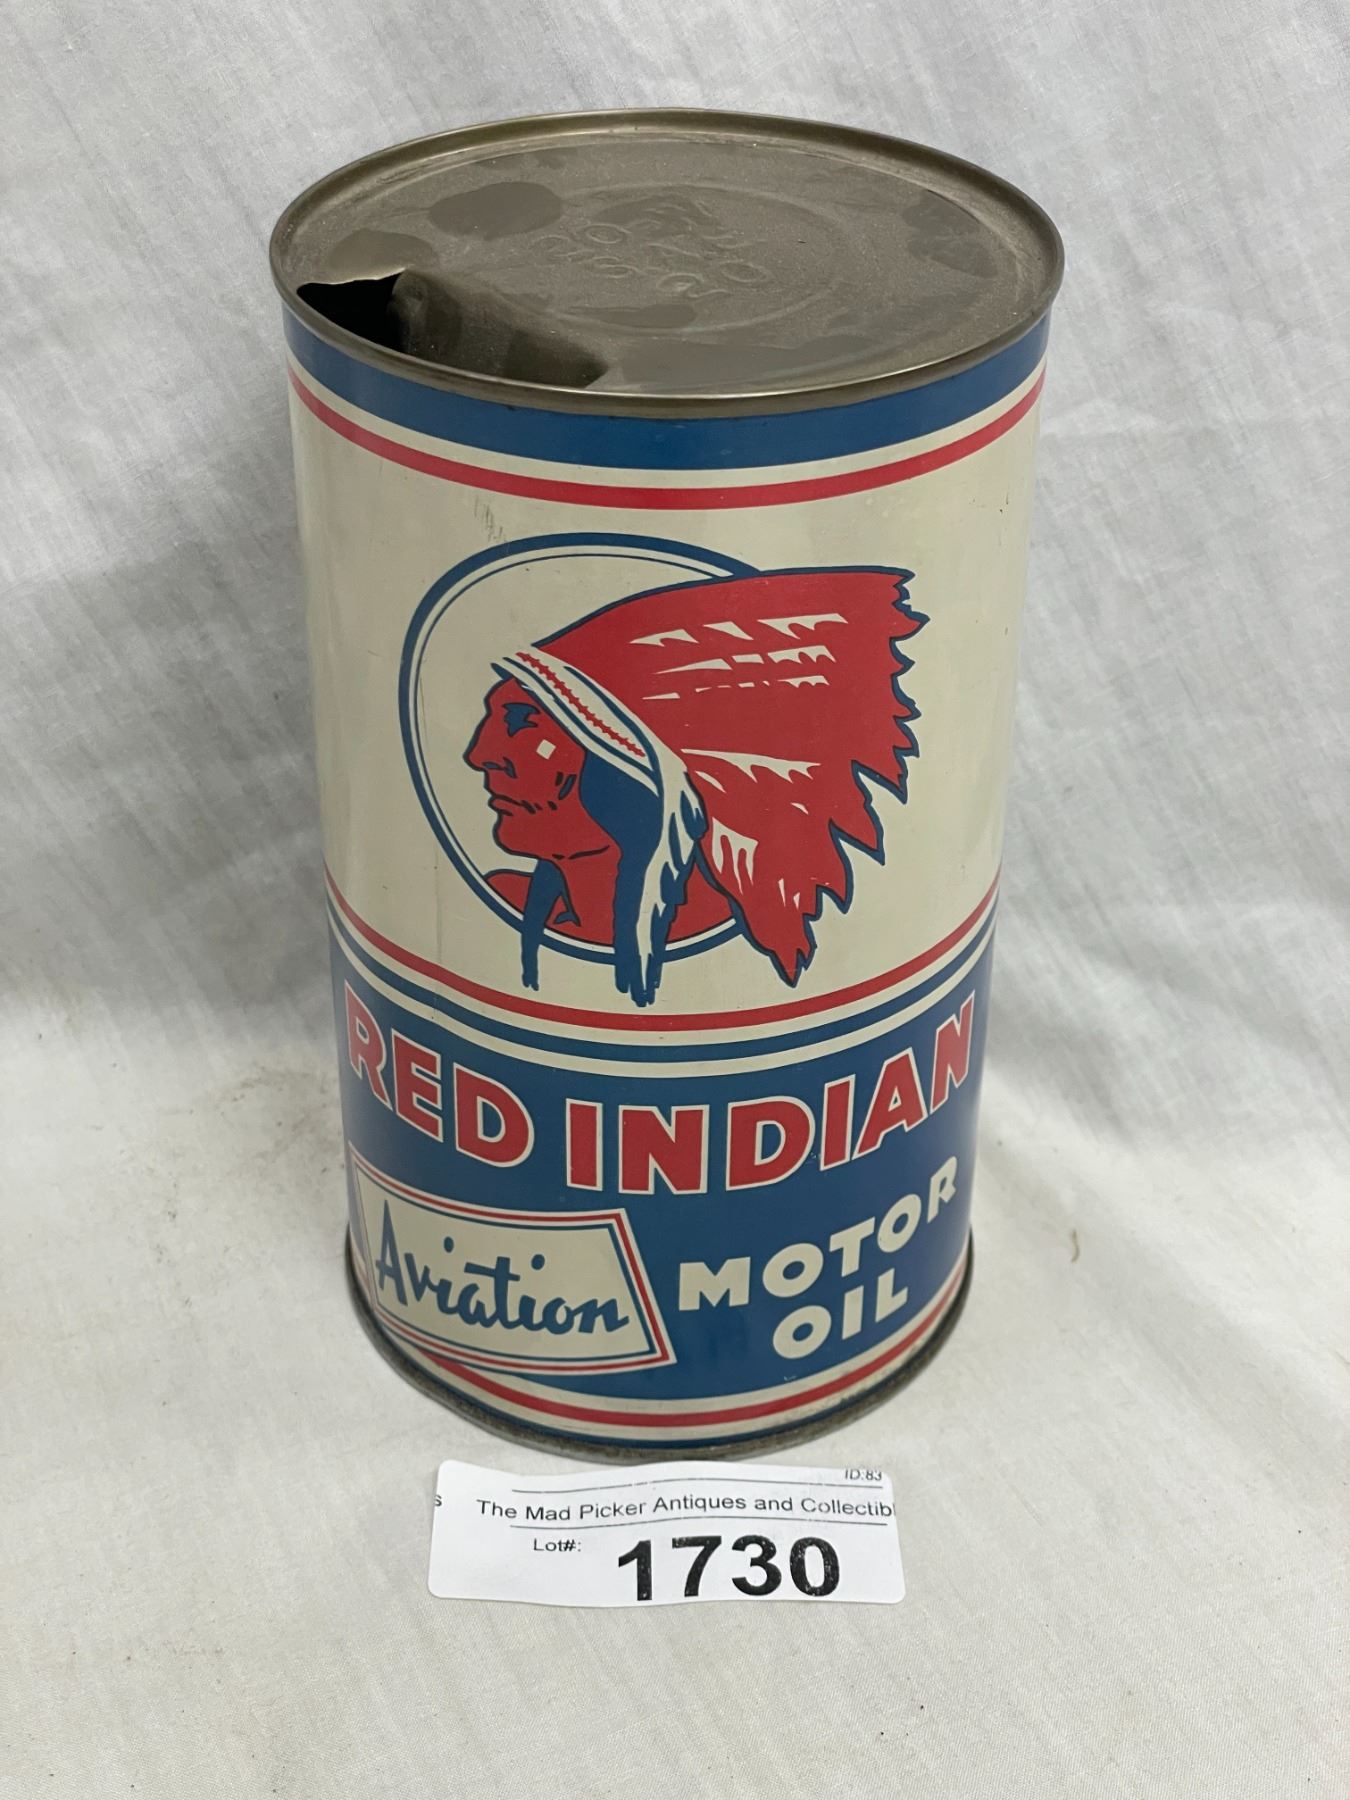 RED INDIAN
Aviation
MOTOR
OIL
ID:83
s The Mad Picker Antiques and Collectibl
Lot#: 1730